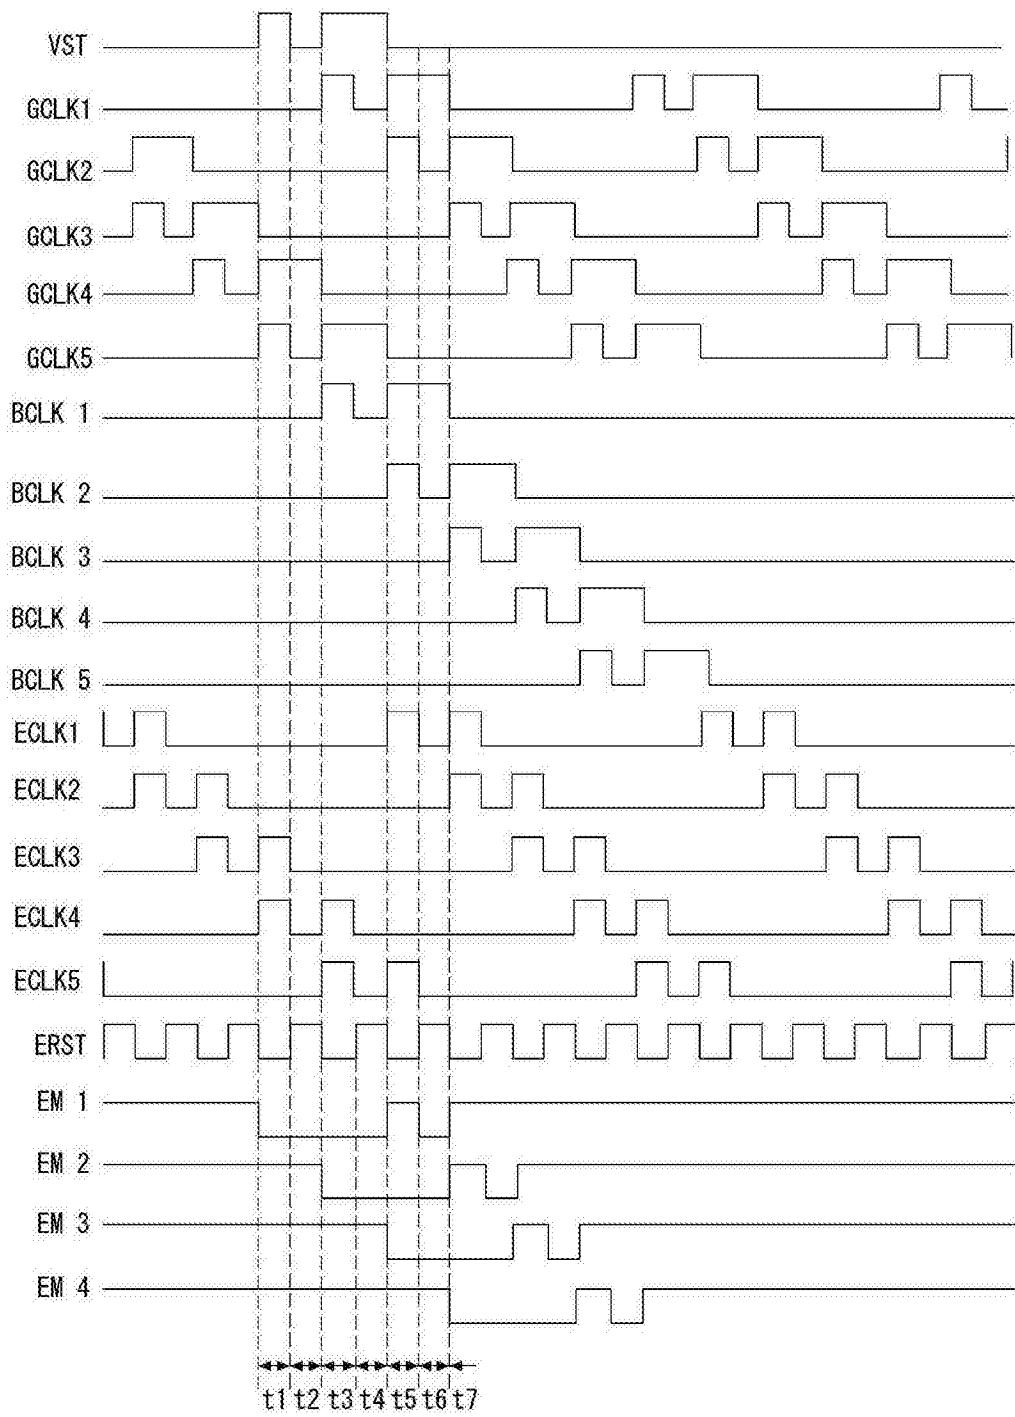 VST
GCLK1
GCLK2
GCLK3
GCLK4
GCLK5
BCLK 1
BCLK 2
BCLK 3
BCLK 4
BCLK 5
ECLK1
ECLK2
ECLK3
ECLK4
ECLK5
ERST
EM 1
EM 2
EM 3
EM 4
t1 t2 t3 t4 t5 t6 t7